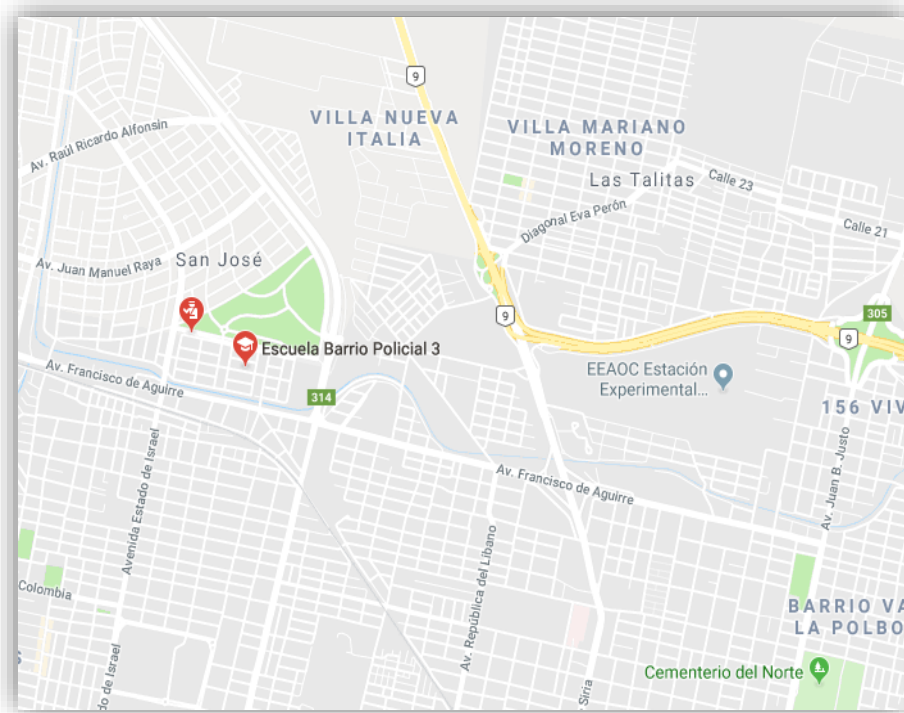 9
VILLA NUEVA
ITALIA
VILLA MARIANO
MORENO
Av. Raúl Ricardo Alfonsin
Las Talitas
Calle 23
Diagonal Eva Perón
Calle 21
Av. Juan Manuel Raya
San José
9
305
9
Escuela Barrio Policial 3
Av. Francisco de Aguirre
EEAOC Estación
Experimental...
314
156 VIV
Av. Juan B. Justo
Av. Francisco de Aguirre
Avenida Estado de Israel
Av. República del Líbano
Colombia
BARRIO VA
LA POLBO
do de Israel
Siria
Cementerio del Norte